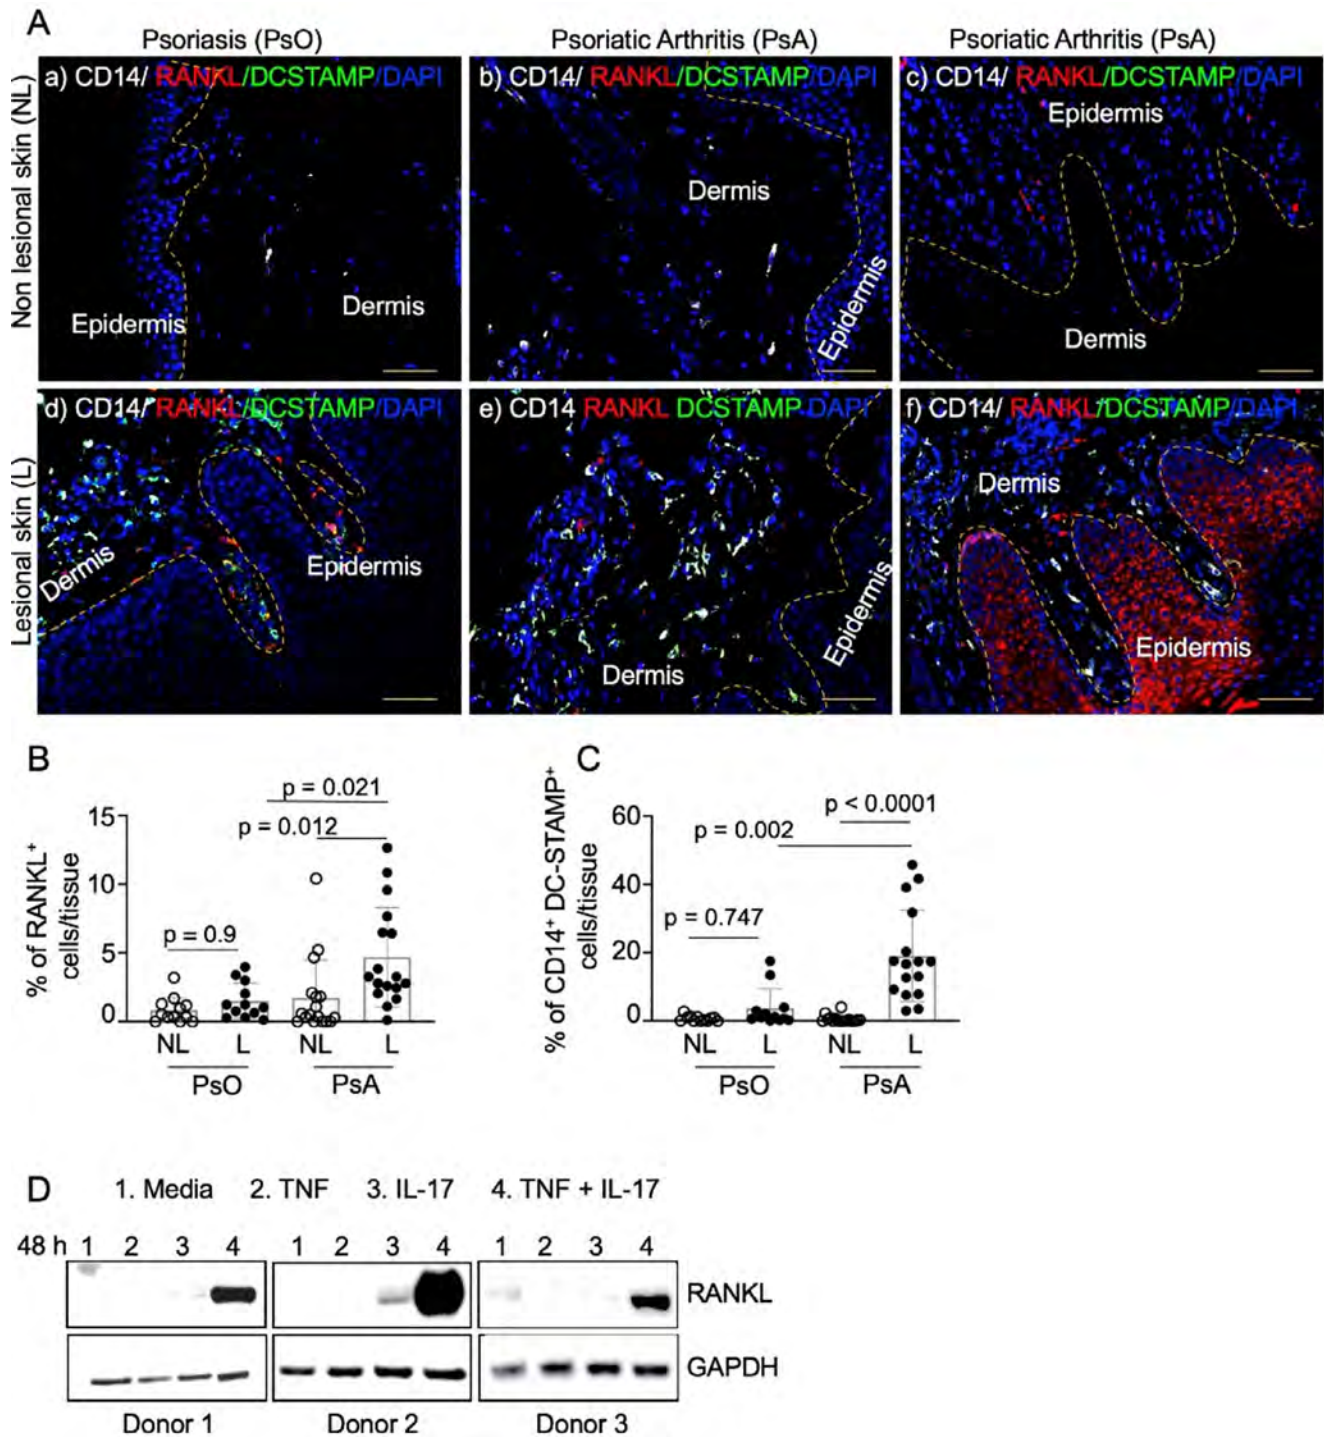 A
Psoriasis (PsO)
Psoriatic Arthritis (PsA)
Psoriatic Arthritis (PsA)
Non lesional skin (NL)
a) CD14/ RANKL/DCSTAMP/DAPI
Epidermis
Dermis
b) CD14/ RANKL/DCSTAMP/DAPI
Dermis
Epidermis
c) CD14/ RANKL/DCSTAMP/DAPI
Epidermis
Dermis
Lesional skin (L)
d) CD14/ RANKL/DCSTAMP/DAPI
Dermis
Epidermis
e) CD14 RANKL DCSTAMP DAPI
Dermis
Epidermis
f) CD14/ RANKL/DCSTAMP/DAPI
Dermis
Epidermis
B
% of RANKL⁺
cells/tissue
15
10
5
0
p = 0.021
p = 0.012
p = 0.9
NL L NL L
PsO PsA
C
% of CD14⁺ DC-STAMP⁺
cells/tissue
60
40
20
0
p < 0.0001
p = 0.002
p = 0.747
NL L NL L
PsO PsA
D
1. Media 2. TNF 3. IL-17 4. TNF + IL-17
48 h 1 2 3 4 1 2 3 4 1 2 3 4
RANKL
GAPDH
Donor 1 Donor 2 Donor 3